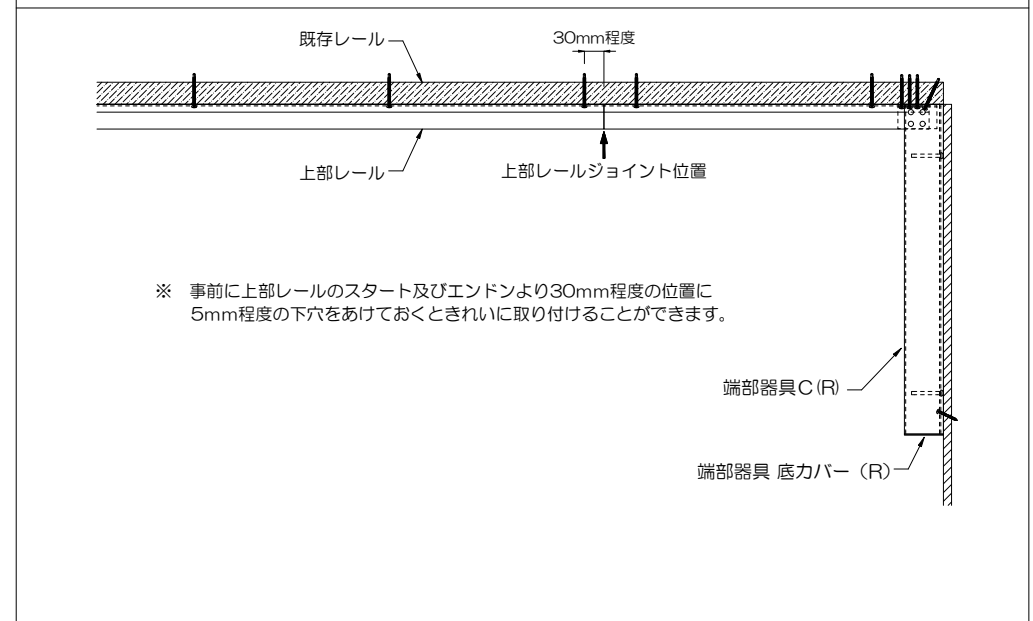 既存レール
30mm程度
上部レール
上部レールジョイント位置
※ 事前に上部レールのスタート及びエンドンより30mm程度の位置に
5mm程度の下穴をあけておくときれいに取り付けることができます。
端部器具C(R)
端部器具 底カバー（R）